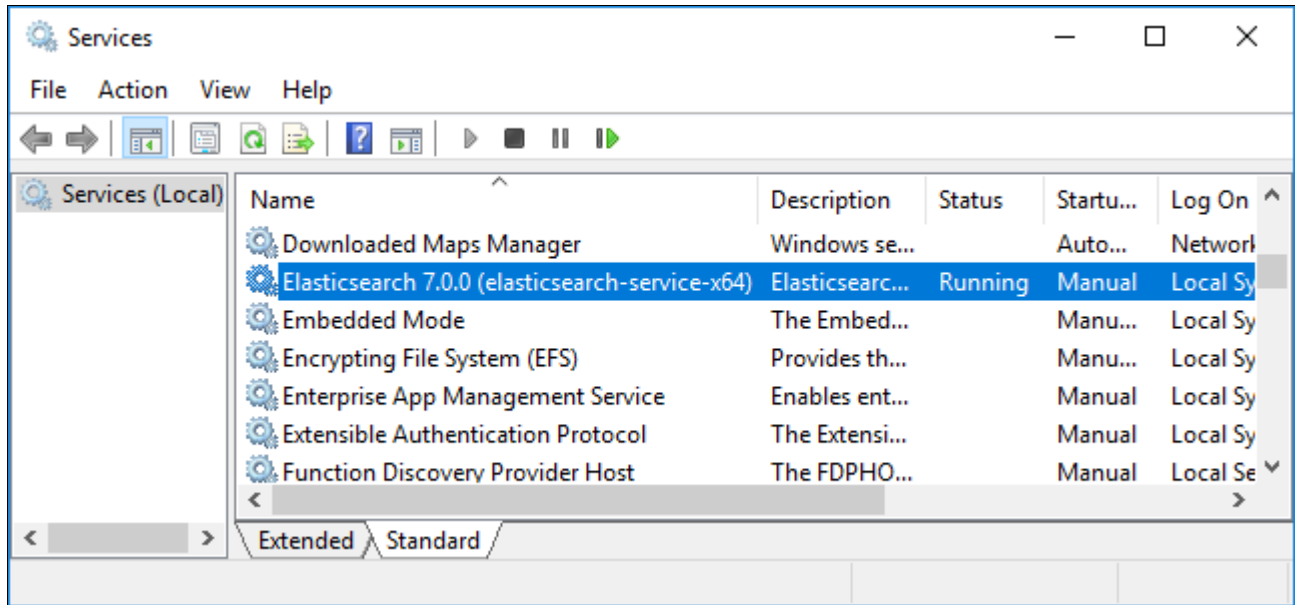 Services
File Action View Help
?
Services (Local)
Name Description Status Startu... Log On
Downloaded Maps Manager Windows se... Auto... Network
Elasticsearch 7.0.0 (elasticsearch-service-x64) Elasticsearc... Running Manual Local Sy
Embedded Mode The Embed... Manu... Local Sy
Encrypting File System (EFS) Provides th... Manu... Local Sy
Enterprise App Management Service Enables ent... Manual Local Sy
Extensible Authentication Protocol The Extensi... Manual Local Sy
Function Discovery Provider Host The FDPHO... Manual Local Se
Extended Standard